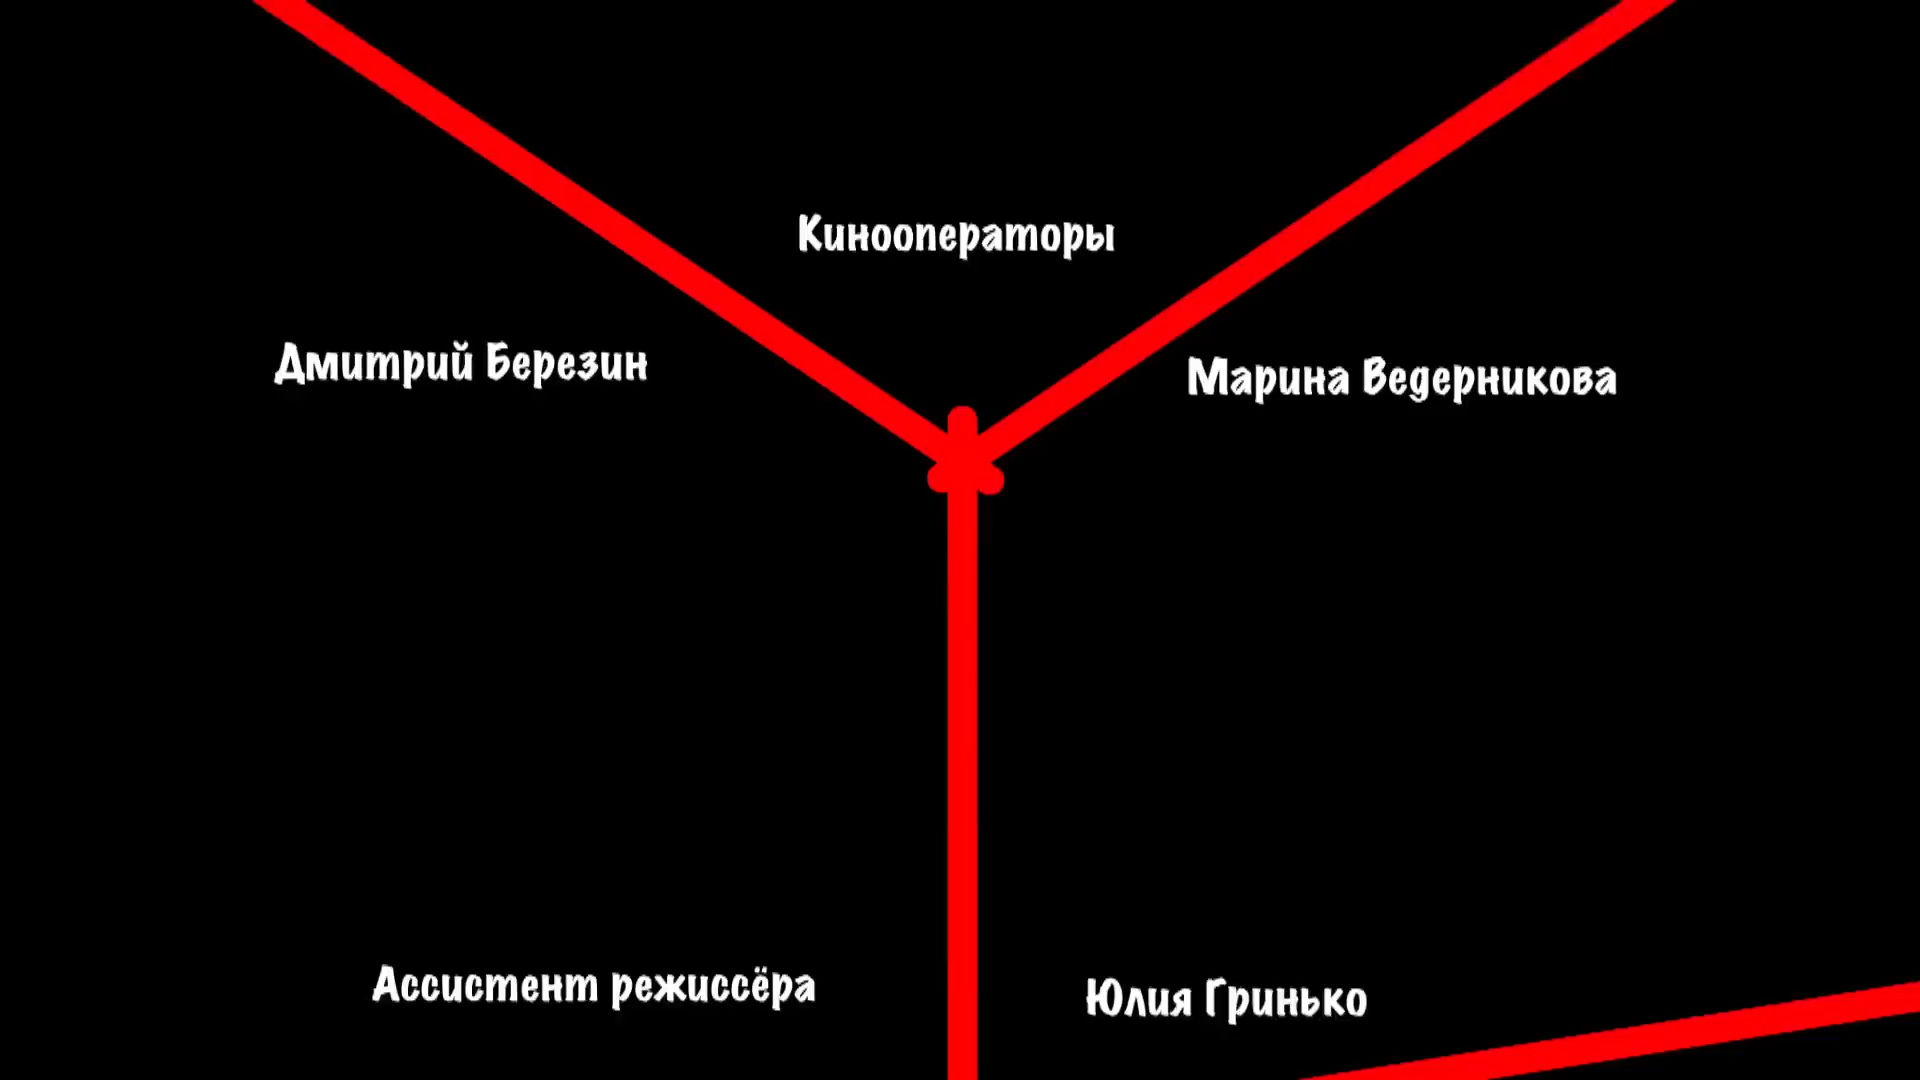 Кинооператоры
Дмитрий Березин
Марина Ведерникова
Ассистент режиссёра
Юлия Гринько